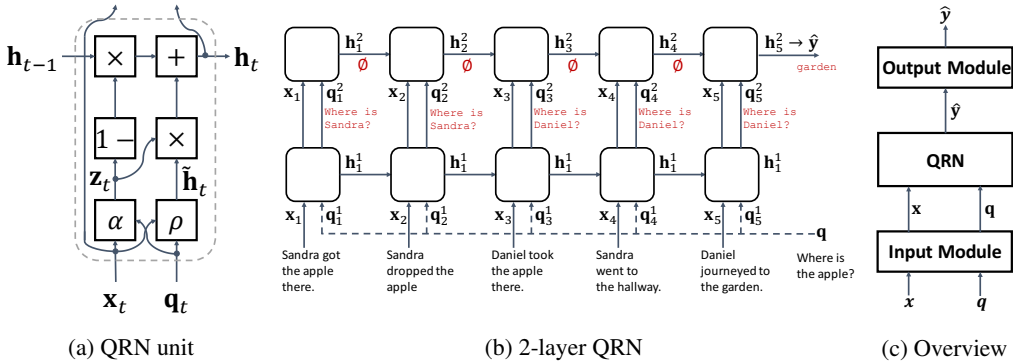 h_{t-1}
×
+
h_t
1 −
×
z_t
h̃_t
α
ρ
x_t
q_t
(a) QRN unit
h_1^2
h_2^2
h_3^2
h_4^2
h_5^2 → ŷ
∅
∅
∅
∅
garden
x_1 q_1^2 x_2 q_2^2 x_3 q_3^2 x_4 q_4^2 x_5 q_5^2
Where is
Sandra?
Where is
Sandra?
Where is
Daniel?
Where is
Daniel?
Where is
Daniel?
h_1^1
h_1^1
h_1^1
h_1^1
h_1^1
x_1 q_1^1 x_2 q_2^1 x_3 q_3^1 x_4 q_4^1 x_5 q_5^1
q
Sandra got
the apple
there.
Sandra
dropped the
apple
Daniel took
the apple
there.
Sandra
went to
the hallway.
Daniel
journeyed to
the garden.
Where is
the apple?
(b) 2-layer QRN
ŷ
Output Module
ŷ
QRN
x
q
Input Module
x
q
(c) Overview